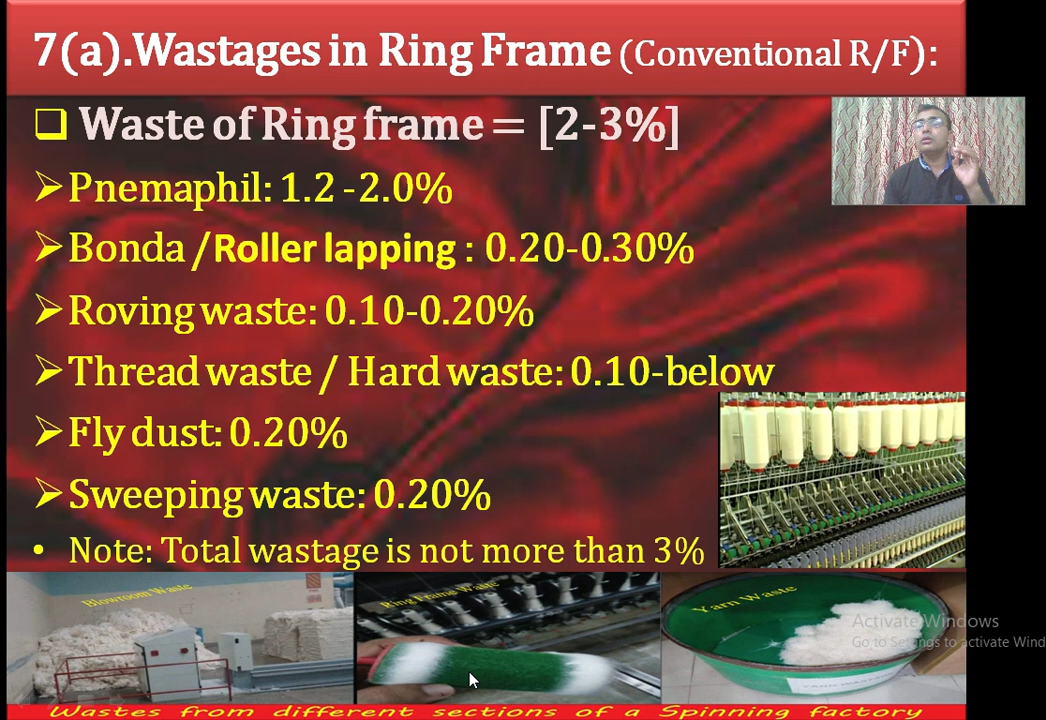 7(a).Wastages in Ring Frame (Conventional R/F):
Waste of Ring frame = [2-3%]
Pnemaphil: 1.2 -2.0%
Bonda /Roller lapping : 0.20-0.30%
Roving waste: 0.10-0.20%
Thread waste / Hard waste: 0.10-below
Fly dust: 0.20%
Sweeping waste: 0.20%
• Note: Total wastage is not more than 3%
Blowroom Waste
Ring Frame Waste
Yarn Waste
Activate Windows
Go to Settings to activate Wind
Wastes from different sections of a Spinning factory